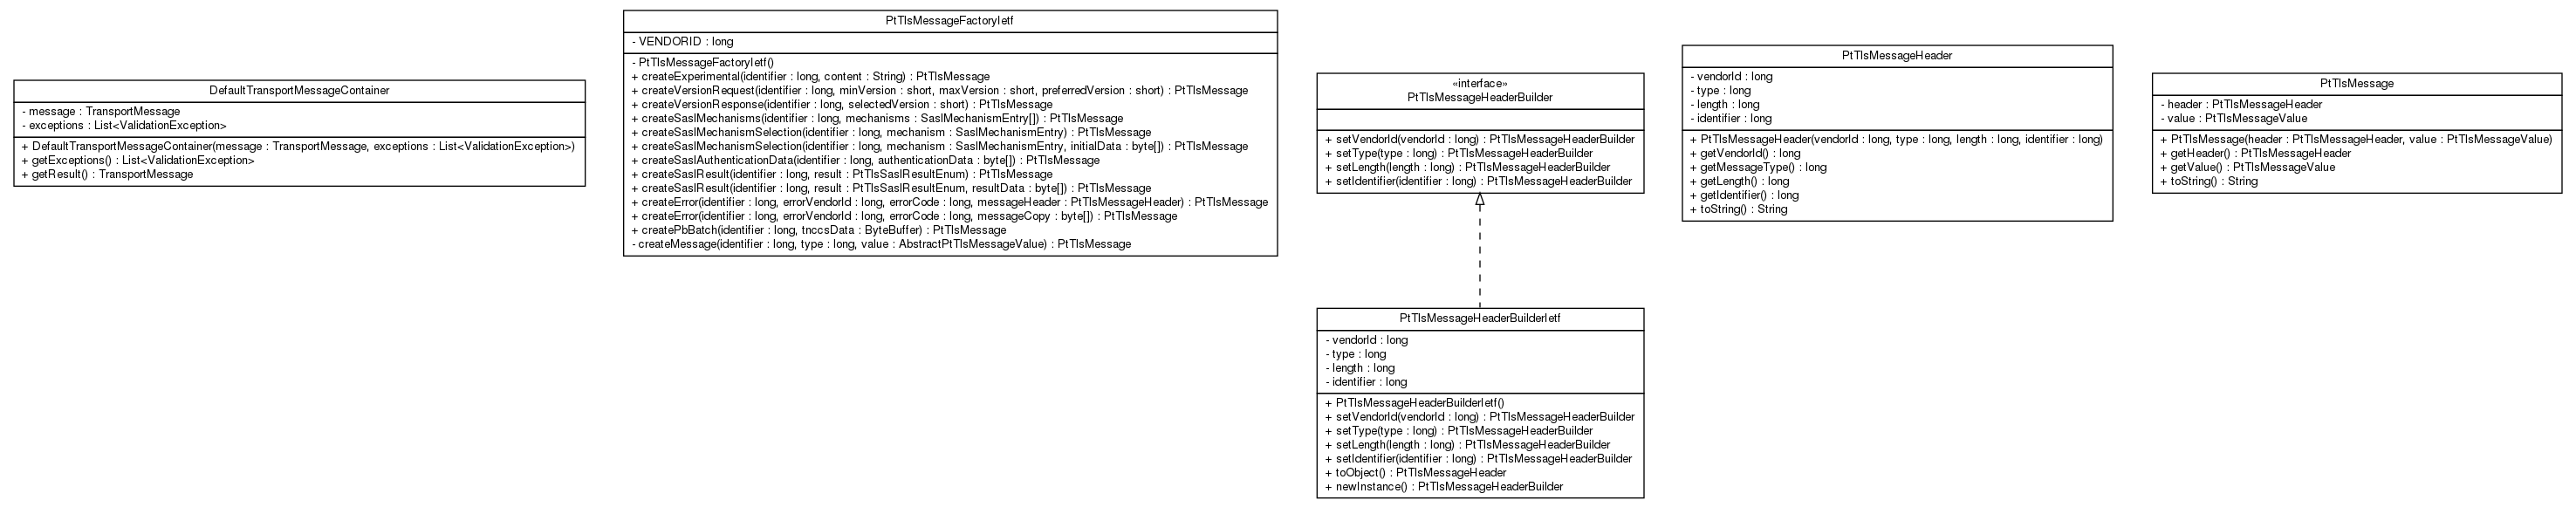 DefaultTransportMessageContainer
- message : TransportMessage
- exceptions : List<ValidationException>
+ DefaultTransportMessageContainer(message : TransportMessage, exceptions : List<ValidationException>)
+ getExceptions() : List<ValidationException>
+ getResult() : TransportMessage
PtTlsMessageFactoryIetf
- VENDORID : long
- PtTlsMessageFactoryIetf()
+ createExperimental(identifier : long, content : String) : PtTlsMessage
+ createVersionRequest(identifier : long, minVersion : short, maxVersion : short, preferredVersion : short) : PtTlsMessage
+ createVersionResponse(identifier : long, selectedVersion : short) : PtTlsMessage
+ createSaslMechanisms(identifier : long, mechanisms : SaslMechanismEntry[]) : PtTlsMessage
+ createSaslMechanismSelection(identifier : long, mechanism : SaslMechanismEntry) : PtTlsMessage
+ createSaslMechanismSelection(identifier : long, mechanism : SaslMechanismEntry, initialData : byte[]) : PtTlsMessage
+ createSaslAuthenticationData(identifier : long, authenticationData : byte[]) : PtTlsMessage
+ createSaslResult(identifier : long, result : PtTlsSaslResultEnum) : PtTlsMessage
+ createSaslResult(identifier : long, result : PtTlsSaslResultEnum, resultData : byte[]) : PtTlsMessage
+ createError(identifier : long, errorVendorId : long, errorCode : long, messageHeader : PtTlsMessageHeader) : PtTlsMessage
+ createError(identifier : long, errorVendorId : long, errorCode : long, messageCopy : byte[]) : PtTlsMessage
+ createPbBatch(identifier : long, tnccsData : ByteBuffer) : PtTlsMessage
- createMessage(identifier : long, type : long, value : AbstractPtTlsMessageValue) : PtTlsMessage
«interface»
PtTlsMessageHeaderBuilder
+ setVendorId(vendorId : long) : PtTlsMessageHeaderBuilder
+ setType(type : long) : PtTlsMessageHeaderBuilder
+ setLength(length : long) : PtTlsMessageHeaderBuilder
+ setIdentifier(identifier : long) : PtTlsMessageHeaderBuilder
PtTlsMessageHeaderBuilderIetf
- vendorId : long
- type : long
- length : long
- identifier : long
+ PtTlsMessageHeaderBuilderIetf()
+ setVendorId(vendorId : long) : PtTlsMessageHeaderBuilder
+ setType(type : long) : PtTlsMessageHeaderBuilder
+ setLength(length : long) : PtTlsMessageHeaderBuilder
+ setIdentifier(identifier : long) : PtTlsMessageHeaderBuilder
+ toObject() : PtTlsMessageHeader
+ newInstance() : PtTlsMessageHeaderBuilder
PtTlsMessageHeader
- vendorId : long
- type : long
- length : long
- identifier : long
+ PtTlsMessageHeader(vendorId : long, type : long, length : long, identifier : long)
+ getVendorId() : long
+ getMessageType() : long
+ getLength() : long
+ getIdentifier() : long
+ toString() : String
PtTlsMessage
- header : PtTlsMessageHeader
- value : PtTlsMessageValue
+ PtTlsMessage(header : PtTlsMessageHeader, value : PtTlsMessageValue)
+ getHeader() : PtTlsMessageHeader
+ getValue() : PtTlsMessageValue
+ toString() : String